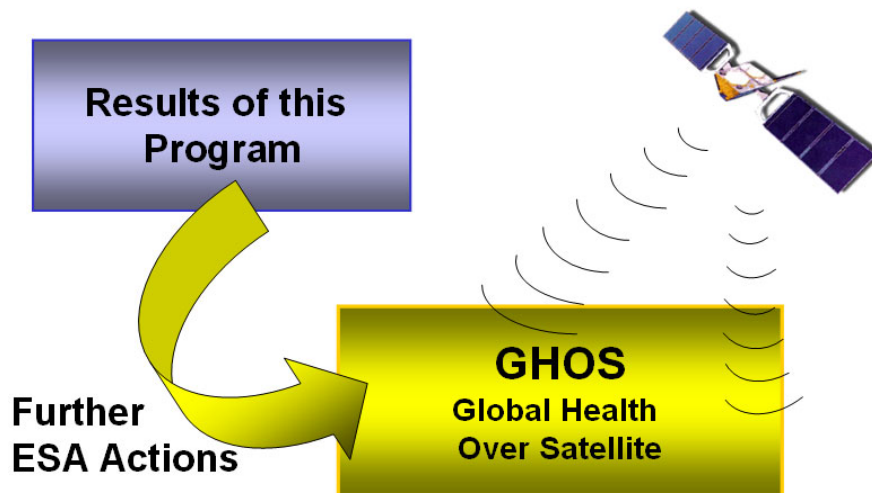 Results of this
Program
GHOS
Global Health
Over Satellite
Further
ESA Actions